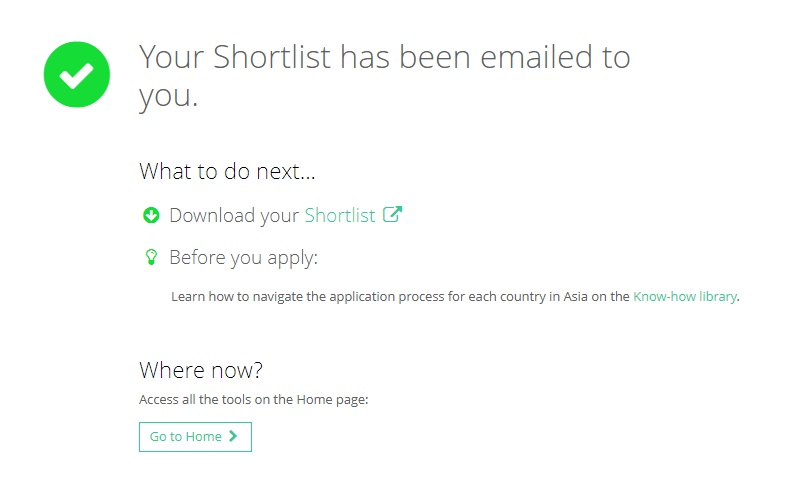 Your Shortlist has been emailed to
you.
What to do next...
Download your Shortlist
Before you apply:
Learn how to navigate the application process for each country in Asia on the Know-how library.
Where now?
Access all the tools on the Home page:
Go to Home